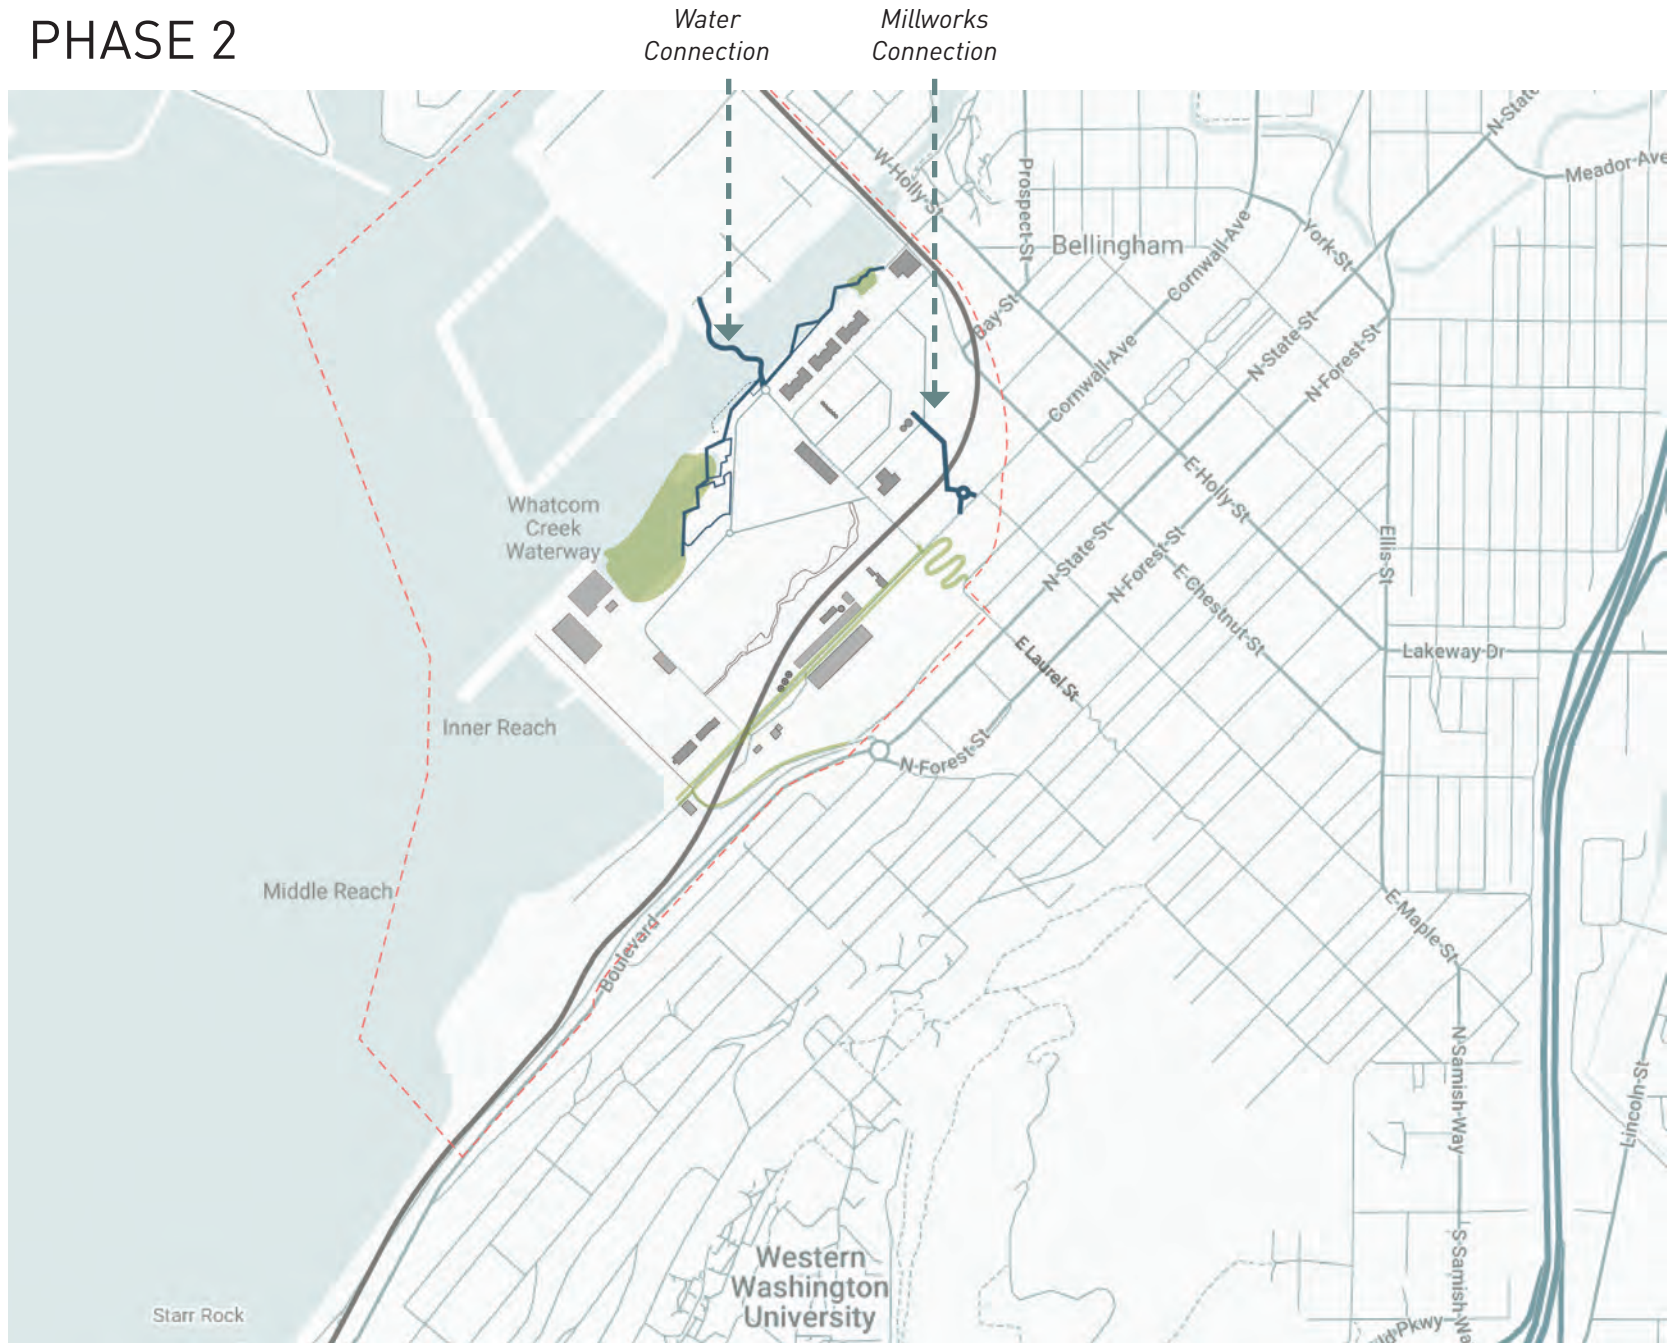 PHASE 2
Water
Connection
Millworks
Connection
N-State
Meador-Ave
W-Holly-St
Prospect-St
Bellingham
Cornwall-Ave
York-St
Bay-St
Cornwall-Ave
N-State-St
N-Forest-St
E-Holly-St
Whatcom
Creek
Waterway
N-State-St
N-Forest-St
E-Chestnut-St
Ellis-St
E Laurel St
Lakeway-Dr
Inner Reach
N-Forest-St
Middle Reach
Boulevard
E-Maple-St
N-Samish-Way
Lincoln-St
S-Samish-Wa
Western
Washington
University
Starr Rock
Pkwy